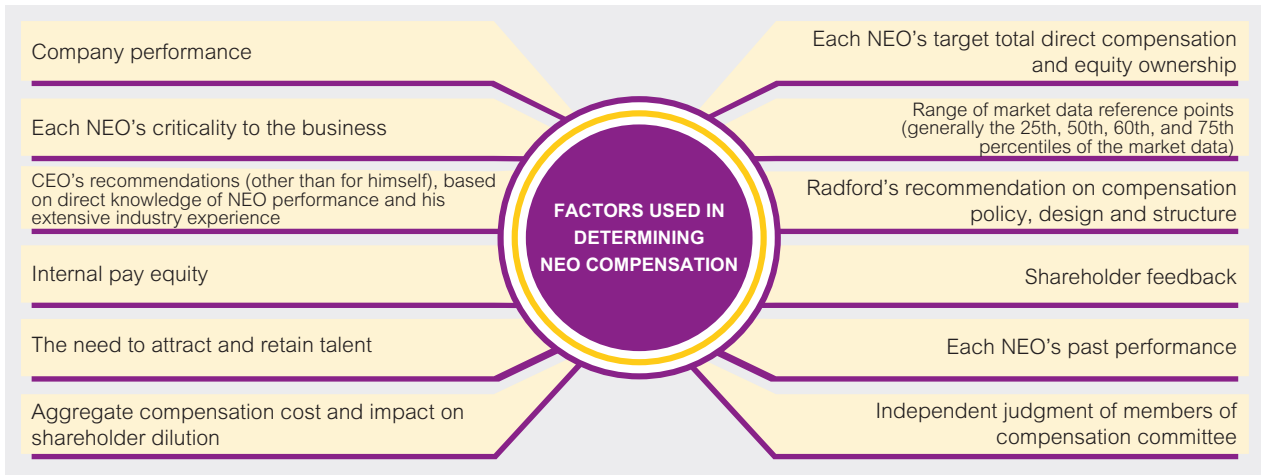 Company performance
Each NEO's criticality to the business
CEO's recommendations (other than for himself), based
on direct knowledge of NEO performance and his
extensive industry experience
Internal pay equity
The need to attract and retain talent
Aggregate compensation cost and impact on
shareholder dilution
FACTORS USED IN
DETERMINING
NEO COMPENSATION
Each NEO's target total direct compensation
and equity ownership
Range of market data reference points
(generally the 25th, 50th, 60th, and 75th
percentiles of the market data)
Radford's recommendation on compensation
policy, design and structure
Shareholder feedback
Each NEO's past performance
Independent judgment of members of
compensation committee